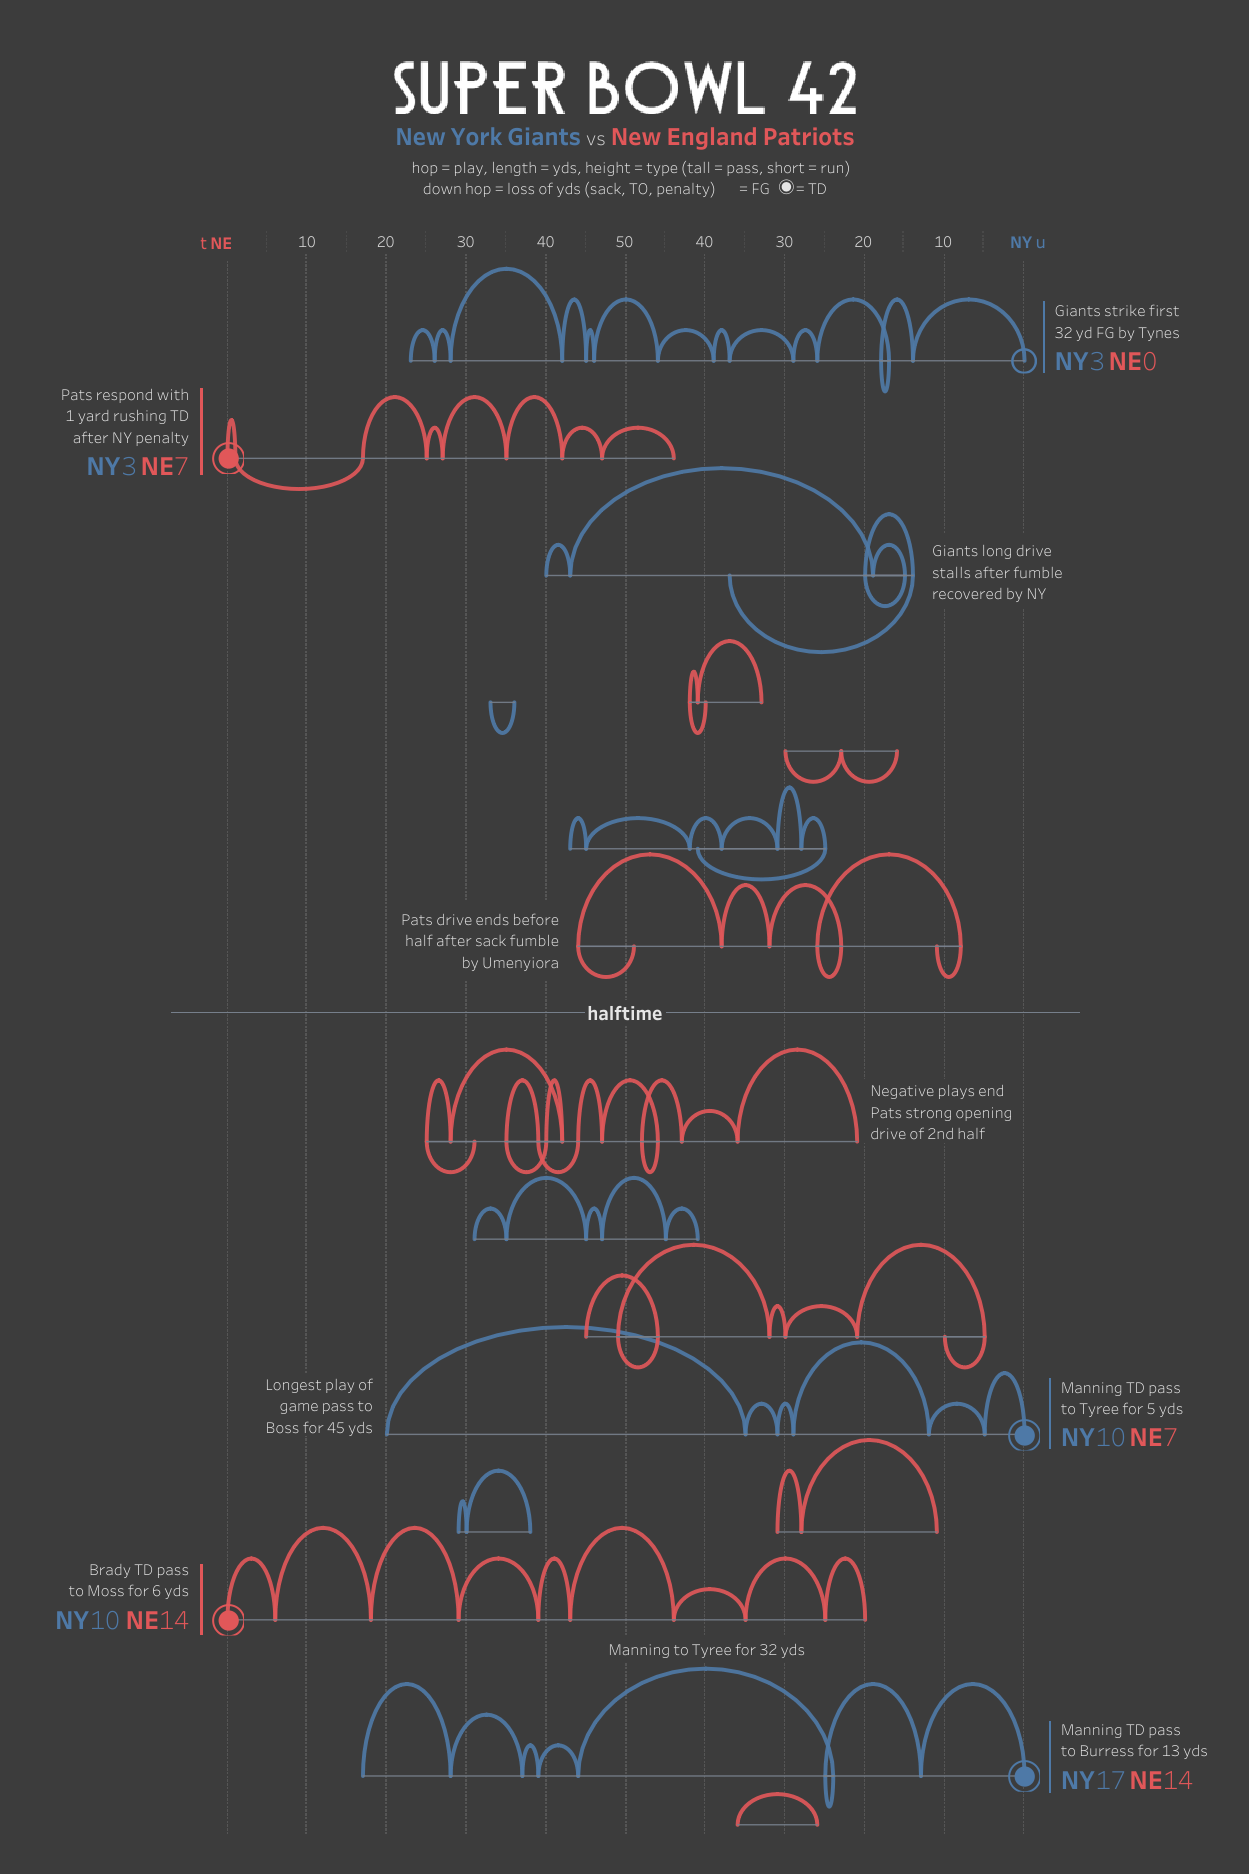 SUPER BOWL 42
New York Giants vs New England Patriots
hop = play, length = yds, height = type (tall = pass, short = run)
down hop = loss of yds (sack, TO, penalty) = FG = TD
t NE 10 20 30 40 50 40 30 20 10 NY u
Giants strike first
32 yd FG by Tynes
NY3 NE0
Pats respond with
1 yard rushing TD
after NY penalty
NY3 NE7
Giants long drive
stalls after fumble
recovered by NY
Pats drive ends before
half after sack fumble
by Umenyiora
halftime
Negative plays end
Pats strong opening
drive of 2nd half
Longest play of
game pass to
Boss for 45 yds
Manning TD pass
to Tyree for 5 yds
NY10 NE7
Brady TD pass
to Moss for 6 yds
NY10 NE14
Manning to Tyree for 32 yds
Manning TD pass
to Burress for 13 yds
NY17 NE14